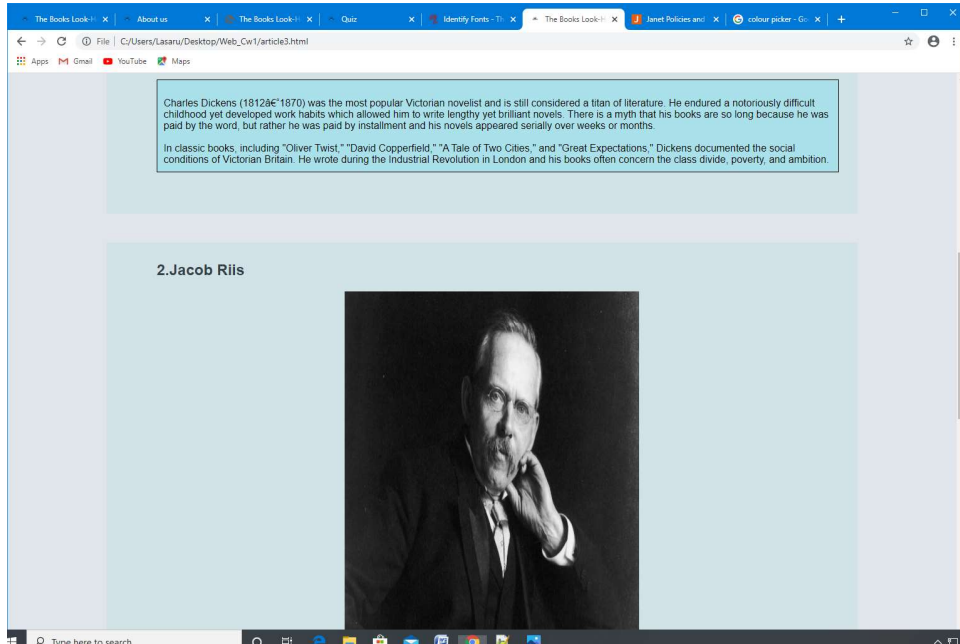 The Books Look-H
About us
The Books Look-H
Quiz
Identify Fonts - Th
The Books Look-H
Janet Policies and
colour picker - Go
File | C:/Users/Lasaru/Desktop/Web_Cw1/article3.html
Apps Gmail YouTube Maps
Charles Dickens (1812â€“1870) was the most popular Victorian novelist and is still considered a titan of literature. He endured a notoriously difficult
childhood yet developed work habits which allowed him to write lengthy yet brilliant novels. There is a myth that his books are so long because he was
paid by the word, but rather he was paid by installment and his novels appeared serially over weeks or months.
In classic books, including "Oliver Twist," "David Copperfield," "A Tale of Two Cities," and "Great Expectations," Dickens documented the social
conditions of Victorian Britain. He wrote during the Industrial Revolution in London and his books often concern the class divide, poverty, and ambition.
2.Jacob Riis
Type here to search